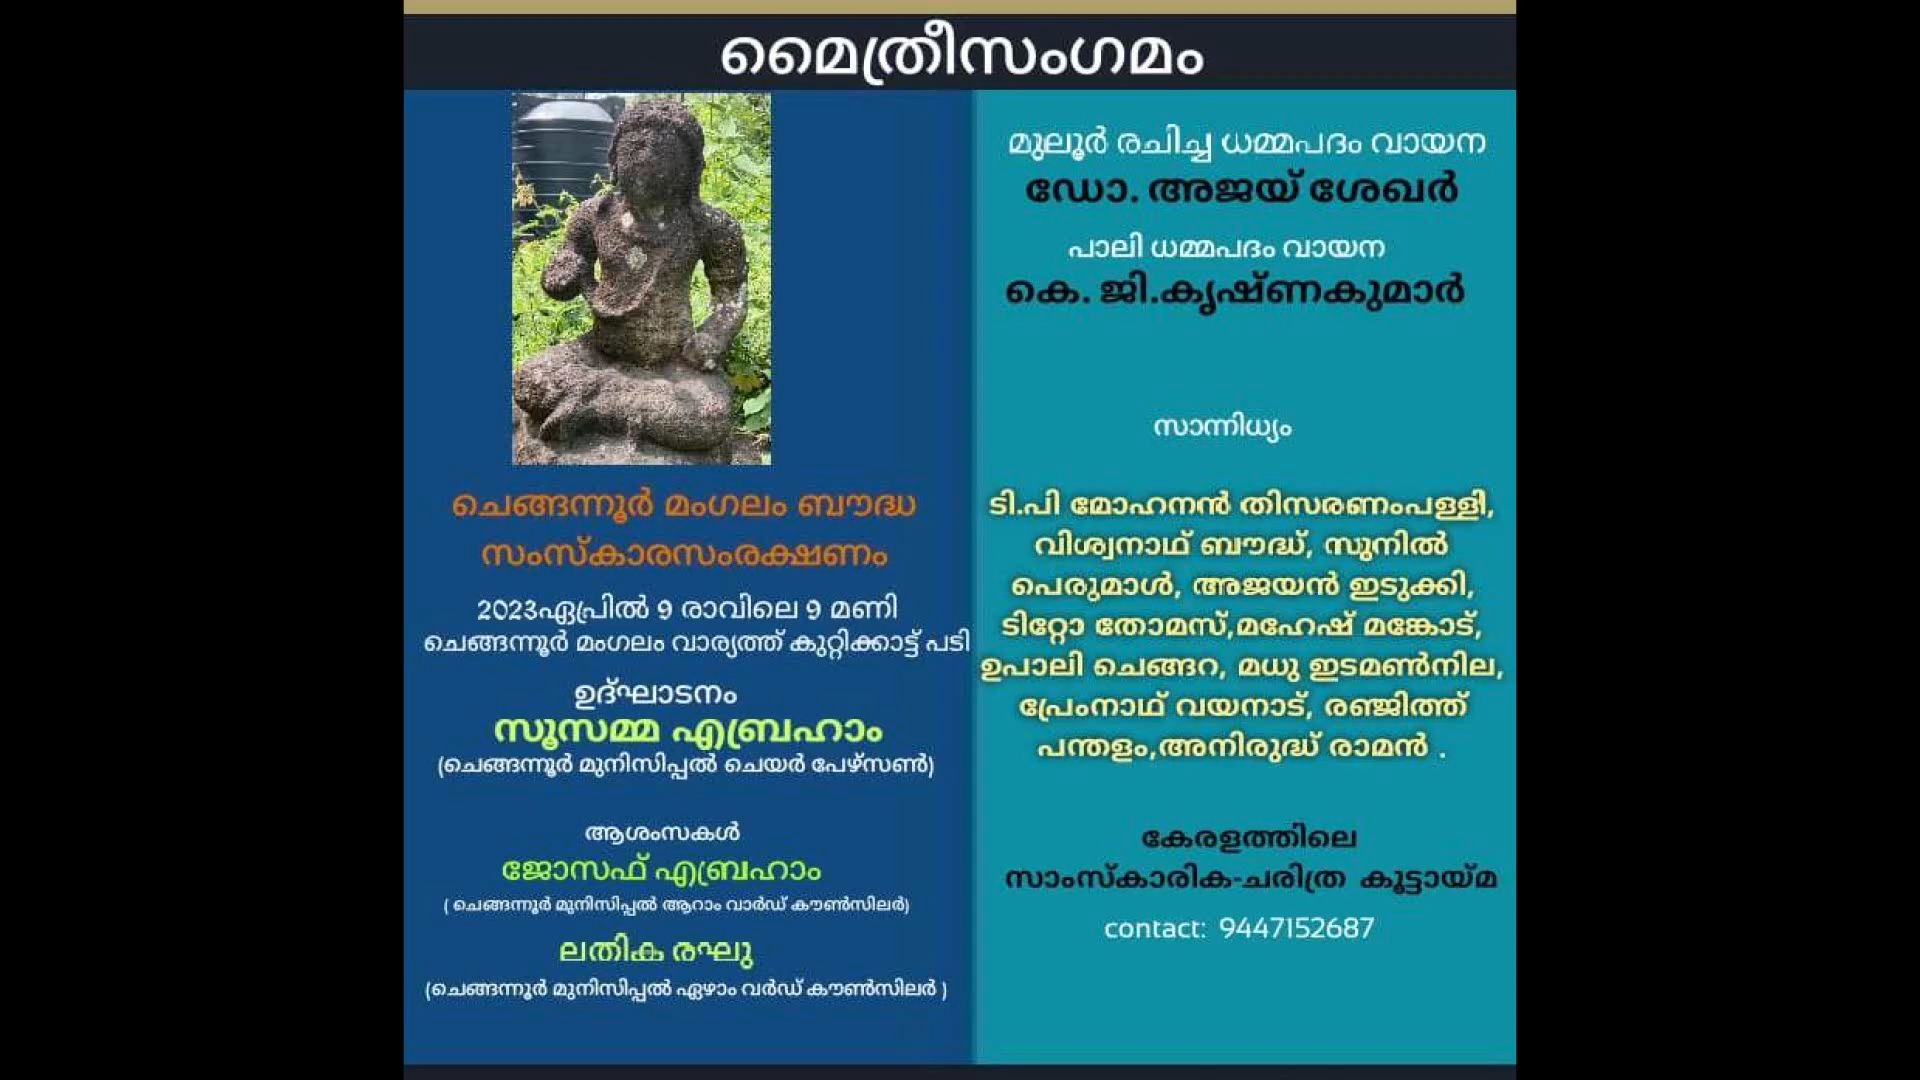 മൈത്രീസംഗമം
ചെങ്ങന്നൂർ മംഗലം ബൗദ്ധ
സംസ്കാരസംരക്ഷണം
2023ഏപ്രിൽ 9 രാവിലെ 9 മണി
ചെങ്ങന്നൂർ മംഗലം വാര്യത്ത് കുറ്റിക്കാട്ട് പടി
ഉദ്ഘാടനം
സൂസമ്മ എബ്രഹാം
(ചെങ്ങന്നൂർ മുനിസിപ്പൽ ചെയർ പേഴ്സൺ)
ആശംസകൾ
ജോസഫ് എബ്രഹാം
( ചെങ്ങന്നൂർ മുനിസിപ്പൽ ആറാം വാർഡ് കൗൺസിലർ)
ലതിക രഘു
(ചെങ്ങന്നൂർ മുനിസിപ്പൽ ഏഴാം വർഡ് കൗൺസിലർ )
മുലൂർ രചിച്ച ധമ്മപദം വായന
ഡോ. അജയ് ശേഖർ
പാലി ധമ്മപദം വായന
കെ. ജി.കൃഷ്ണകുമാർ
സാന്നിധ്യം
ടി.പി മോഹനൻ തിസരണംപള്ളി,
വിശ്വനാഥ് ബൗദ്ധ്, സുനിൽ
പെരുമാൾ, അജയൻ ഇടുക്കി,
ടിറ്റോ തോമസ്,മഹേഷ് മങ്കോട്,
ഉപാലി ചെങ്ങറ, മധു ഇടമൺനില,
പ്രേംനാഥ് വയനാട്, രഞ്ജിത്ത്
പന്തളം,അനിരുദ്ധ് രാമൻ .
കേരളത്തിലെ
സാംസ്കാരിക-ചരിത്ര കൂട്ടായ്മ
contact: 9447152687